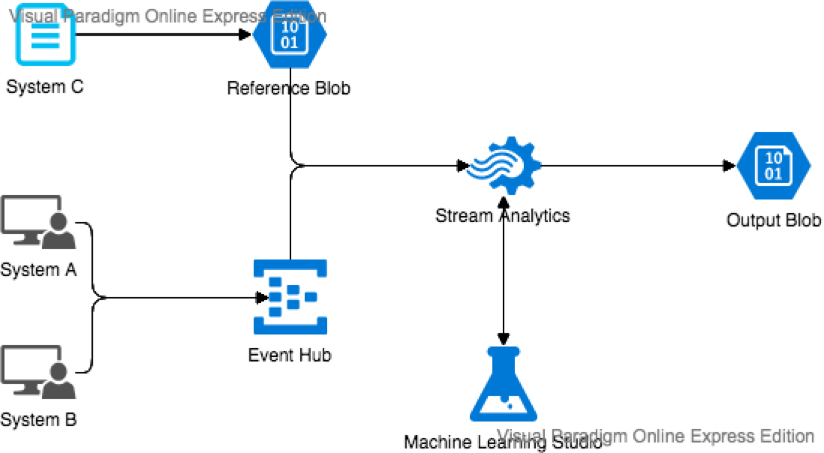 Visual Paradigm Online Express Edition
10
01
System C
Reference Blob
10
01
Stream Analytics
Output Blob
System A
Event Hub
System B
Machine Learning Studio
Visual Paradigm Online Express Edition